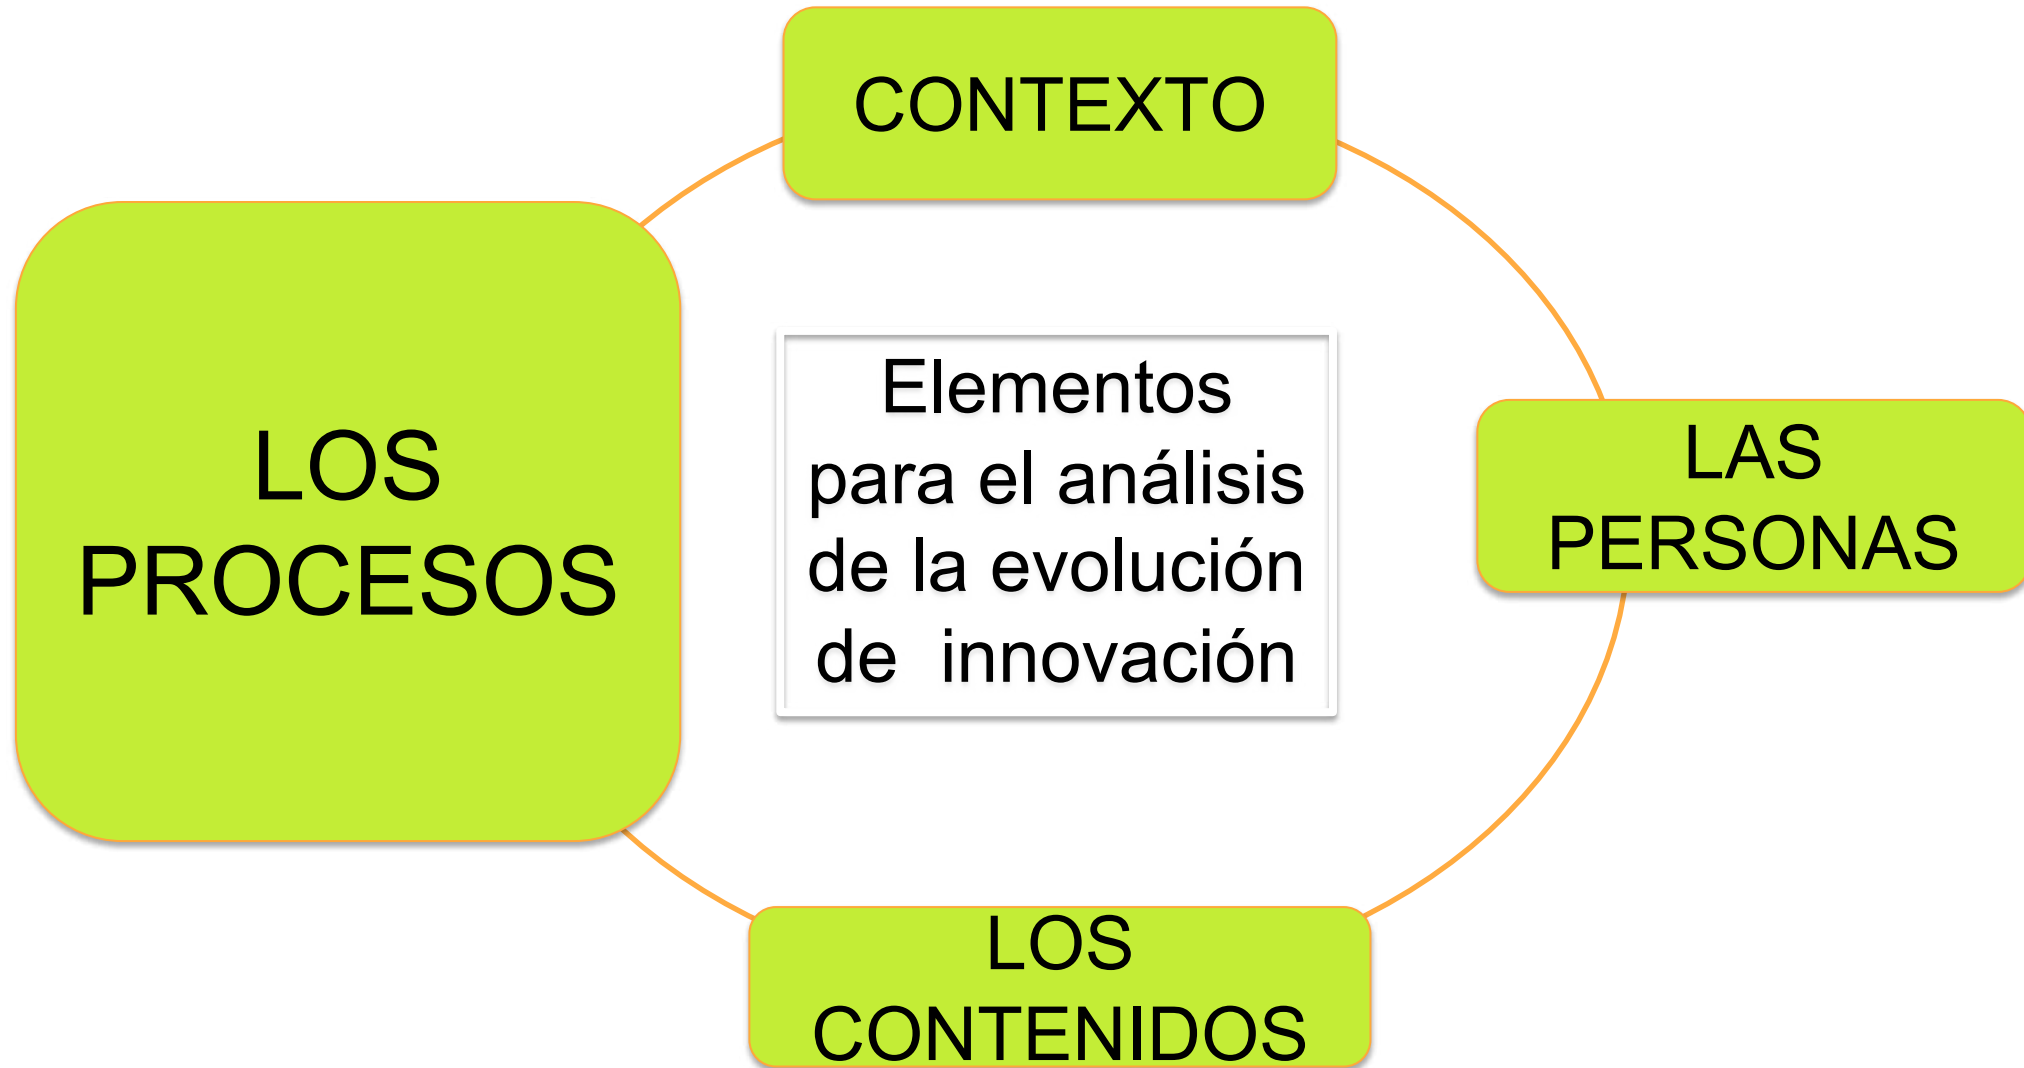 CONTEXTO
LOS
PROCESOS
Elementos
para el análisis
de la evolución
de  innovación
LAS
PERSONAS
LOS
CONTENIDOS